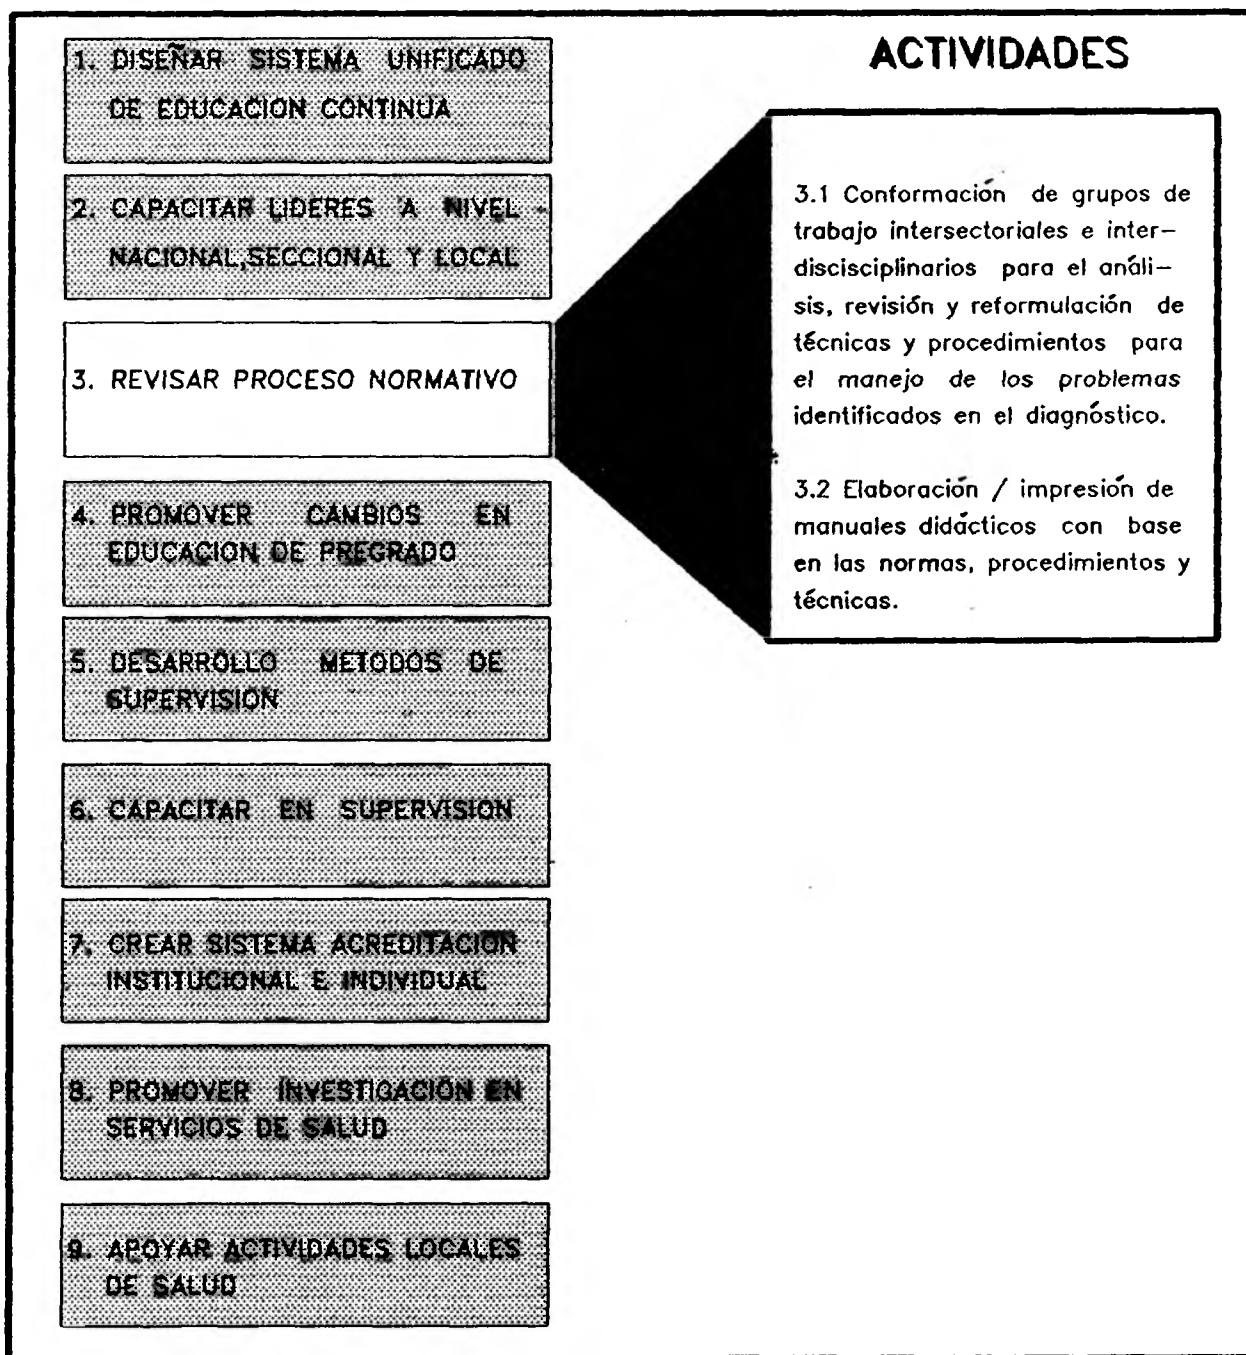 1. DISEÑAR SISTEMA UNIFICADO
DE EDUCACION CONTINUA
2. CAPACITAR LIDERES A NIVEL
NACIONAL,SECCIONAL Y LOCAL
3. REVISAR PROCESO NORMATIVO
4. PROMOVER CAMBIOS EN
EDUCACION DE PREGRADO
5. DESARROLLO METODOS DE
SUPERVISION
6. CAPACITAR EN SUPERVISION
7. CREAR SISTEMA ACREDITACION
INSTITUCIONAL E INDIVIDUAL
8. PROMOVER INVESTIGACION EN
SERVICIOS DE SALUD
9. APOYAR ACTIVIDADES LOCALES
DE SALUD
ACTIVIDADES
3.1 Conformación de grupos de
trabajo intersectoriales e inter-
discisciplinarios para el análi-
sis, revisión y reformulación de
técnicas y procedimientos para
el manejo de los problemas
identificados en el diagnóstico.
3.2 Elaboración / impresión de
manuales didácticos con base
en las normas, procedimientos y
técnicas.